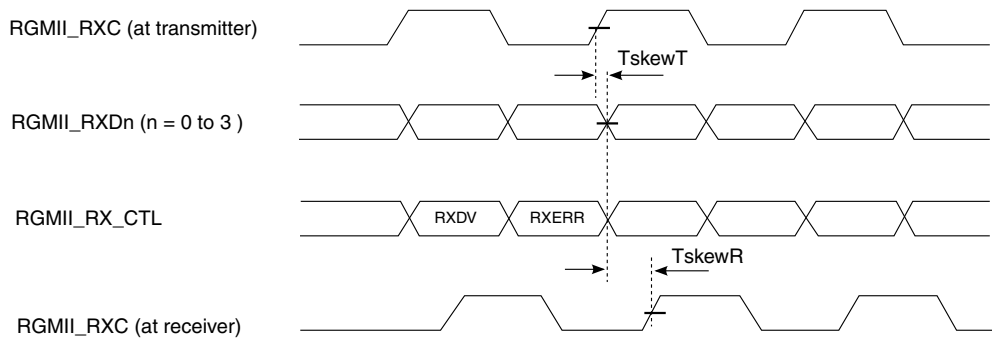 RGMII_RXC (at transmitter)
TskewT
RGMII_RXDn (n = 0 to 3 )
RGMII_RX_CTL
RXDV
RXERR
TskewR
RGMII_RXC (at receiver)